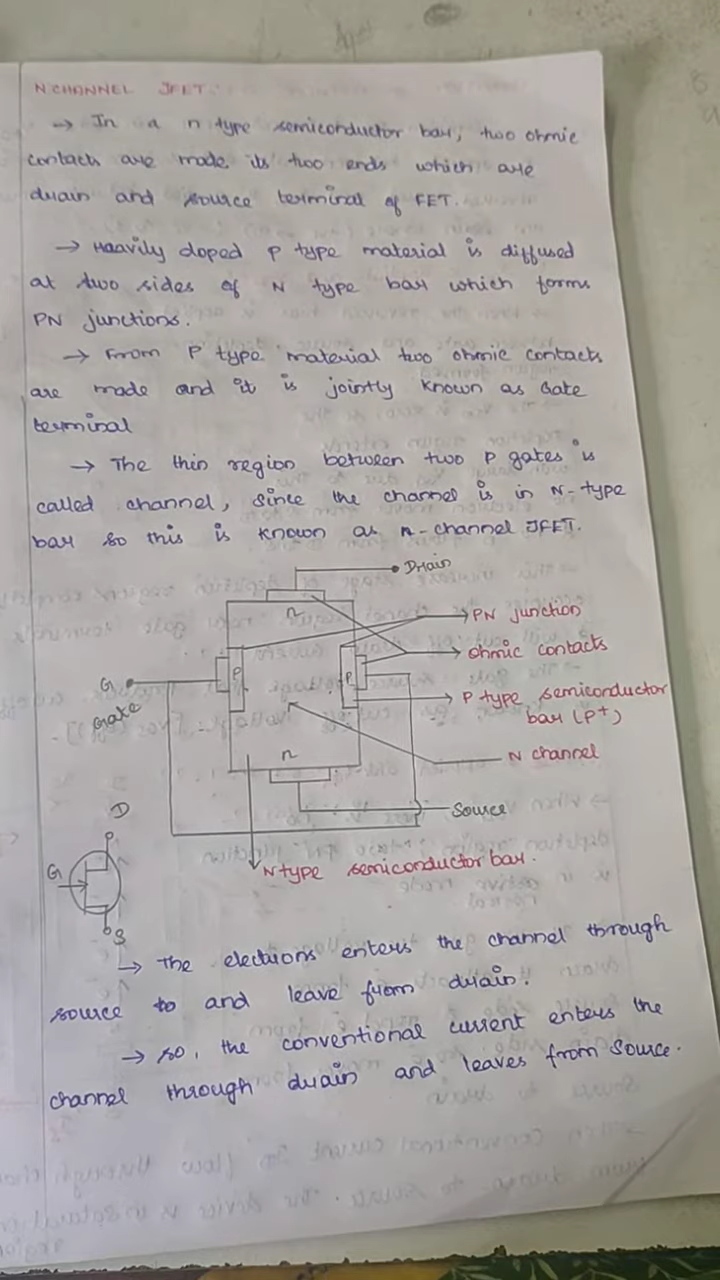 N CHANNEL JFET
→ In a n type semiconductor bar, two ohmic
contacts are made its two ends which are
drain and source terminal of FET.
→ Haavily doped P type material is diffused
at two sides of N type bar which forms
PN junctions.
→ From P type material two ohmic contacts
are made and it is jointly known as Gate
terminal
→ The thin region between two P gates is
called channel, since the channel is in N-type
bar so this is known as n-channel JFET.
Drain
n
PN junction
ohmic contacts
G
Gate
P
P
P type semiconductor
bar (P+)
n
N channel
Source
N type semiconductor bar.
D
G
S
→ The electrons enters the channel through
source to and leave from drain.
→ so, the conventional current enters the
channel through drain and leaves from source.